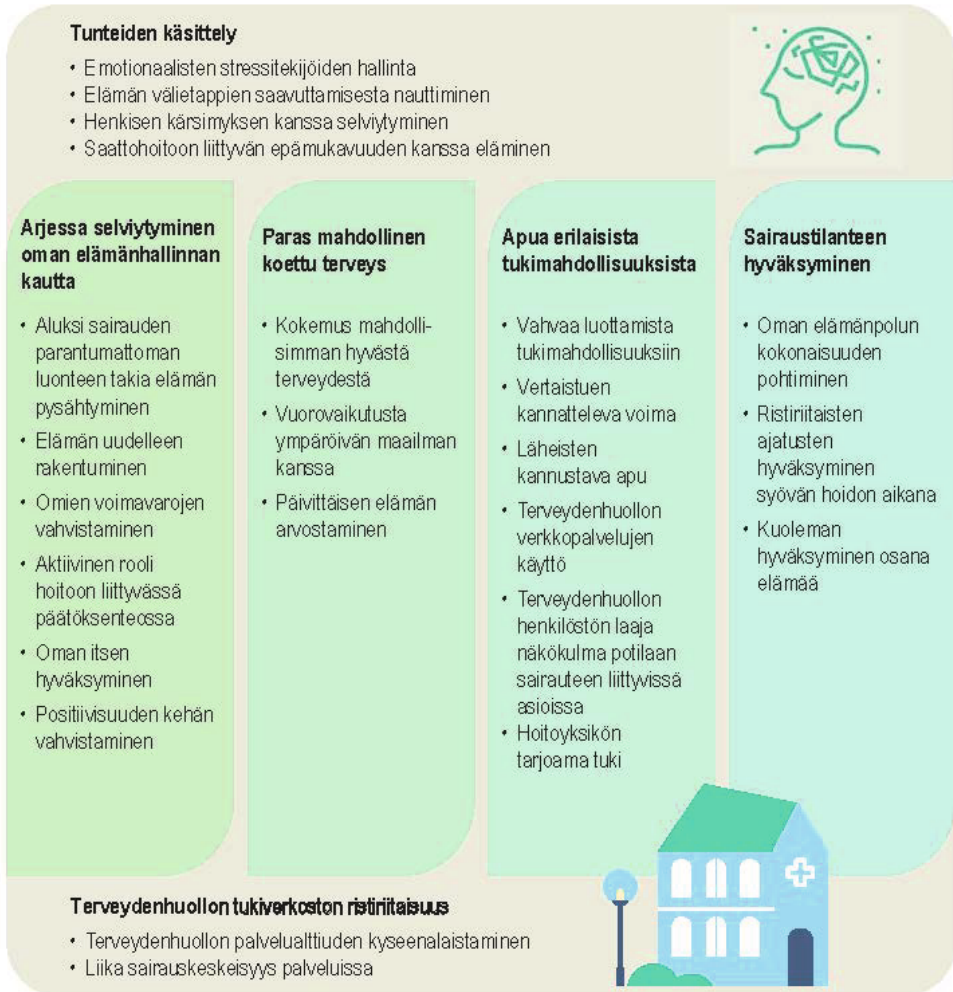 Tunteiden käsittely
• Emotionaalisten stressitekijöiden hallinta
• Elämän välietappien saavuttamisesta nauttiminen
• Henkisen kärsimyksen kanssa selviytyminen
• Saattohoitoon liittyvän epämukavuuden kanssa eläminen
Arjessa selviytyminen
oman elämänhallinnan
kautta
• Aluksi sairauden
parantumattoman
luonteen takia elämän
pysähtyminen
• Elämän uudelleen
rakentuminen
• Omien voimavarojen
vahvistaminen
• Aktiivinen rooli
hoitoon liittyvässä
päätöksenteossa
• Oman itsen
hyväksyminen
• Positiivisuuden kehän
vahvistaminen
Paras mahdollinen
koettu terveys
• Kokemus mahdolli-
simman hyvästä
terveydestä
• Vuorovaikutusta
ympäröivän maailman
kanssa
• Päivittäisen elämän
arvostaminen
Apua erilaisista
tukimahdollisuuksista
• Vahvaa luottamista
tukimahdollisuuksiin
• Vertaistuen
kannatteleva voima
• Läheisten
kannustava apu
• Terveydenhuollon
verkkopalvelujen
käyttö
• Terveydenhuollon
henkilöstön laaja
näkökulma potilaan
sairauteen liittyvissä
asioissa
• Hoitoyksikön
tarjoama tuki
Sairaustilanteen
hyväksyminen
• Oman elämänpolun
kokonaisuuden
pohtiminen
• Ristiriitaisten
ajatusten
hyväksyminen
syövän hoidon aikana
• Kuoleman
hyväksyminen osana
elämää
Terveydenhuollon tukiverkoston ristiriitaisuus
• Terveydenhuollon palvelualttiuden kyseenalaistaminen
• Liika sairauskeskeisyys palveluissa